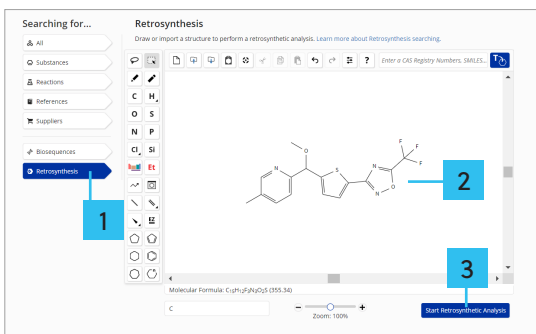 Searching for...
Retrosynthesis
Draw or import a structure to perform a retrosynthetic analysis. Learn more about Retrosynthesis searching.
All
Substances
Reactions
References
Suppliers
Biosequences
Retrosynthesis
Enter a CAS Registry Numbers, SMILES...
C H
O S
N P
Cl Si
Et
EZ
O
N
S
N
N
O
F
F
F
1
2
3
Molecular Formula: C₁₅H₁₂F₃N₃O₂S (355.34)
C
Zoom: 100%
Start Retrosynthetic Analysis